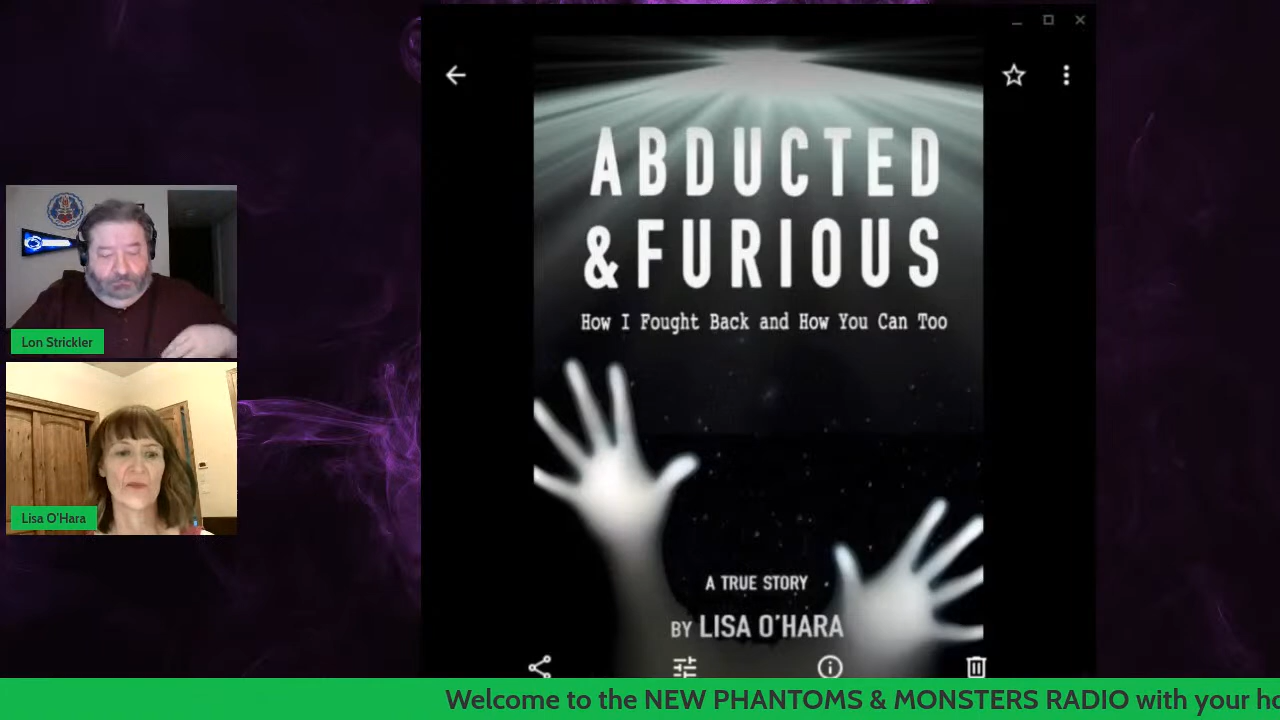 ABDUCTED
& FURIOUS
How I Fought Back and How You Can Too
Lon Strickler
Lisa O'Hara
A TRUE STORY
BY LISA O'HARA
Welcome to the NEW PHANTOMS & MONSTERS RADIO with your